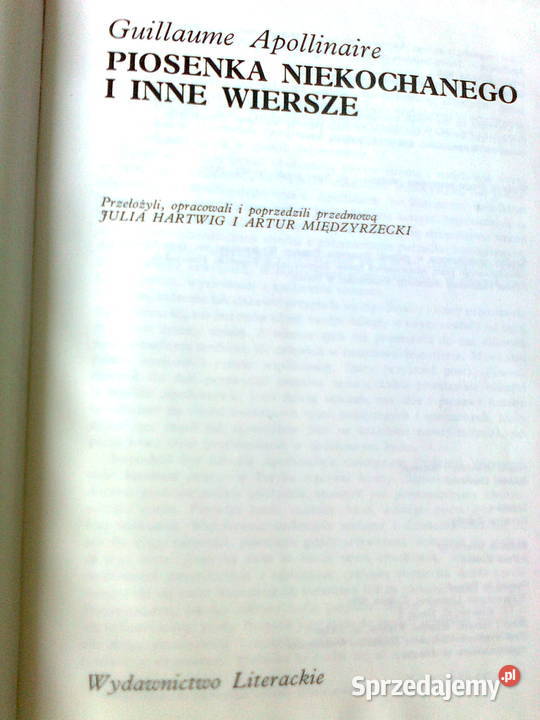 Guillaume Apollinaire
PIOSENKA NIEKOCHANEGO
I INNE WIERSZE
Przełożyli, opracowali i poprzedzili przedmową
JULIA HARTWIG I ARTUR MIĘDZYRZECKI
Wydawnictwo Literackie
Sprzedajemy.pl